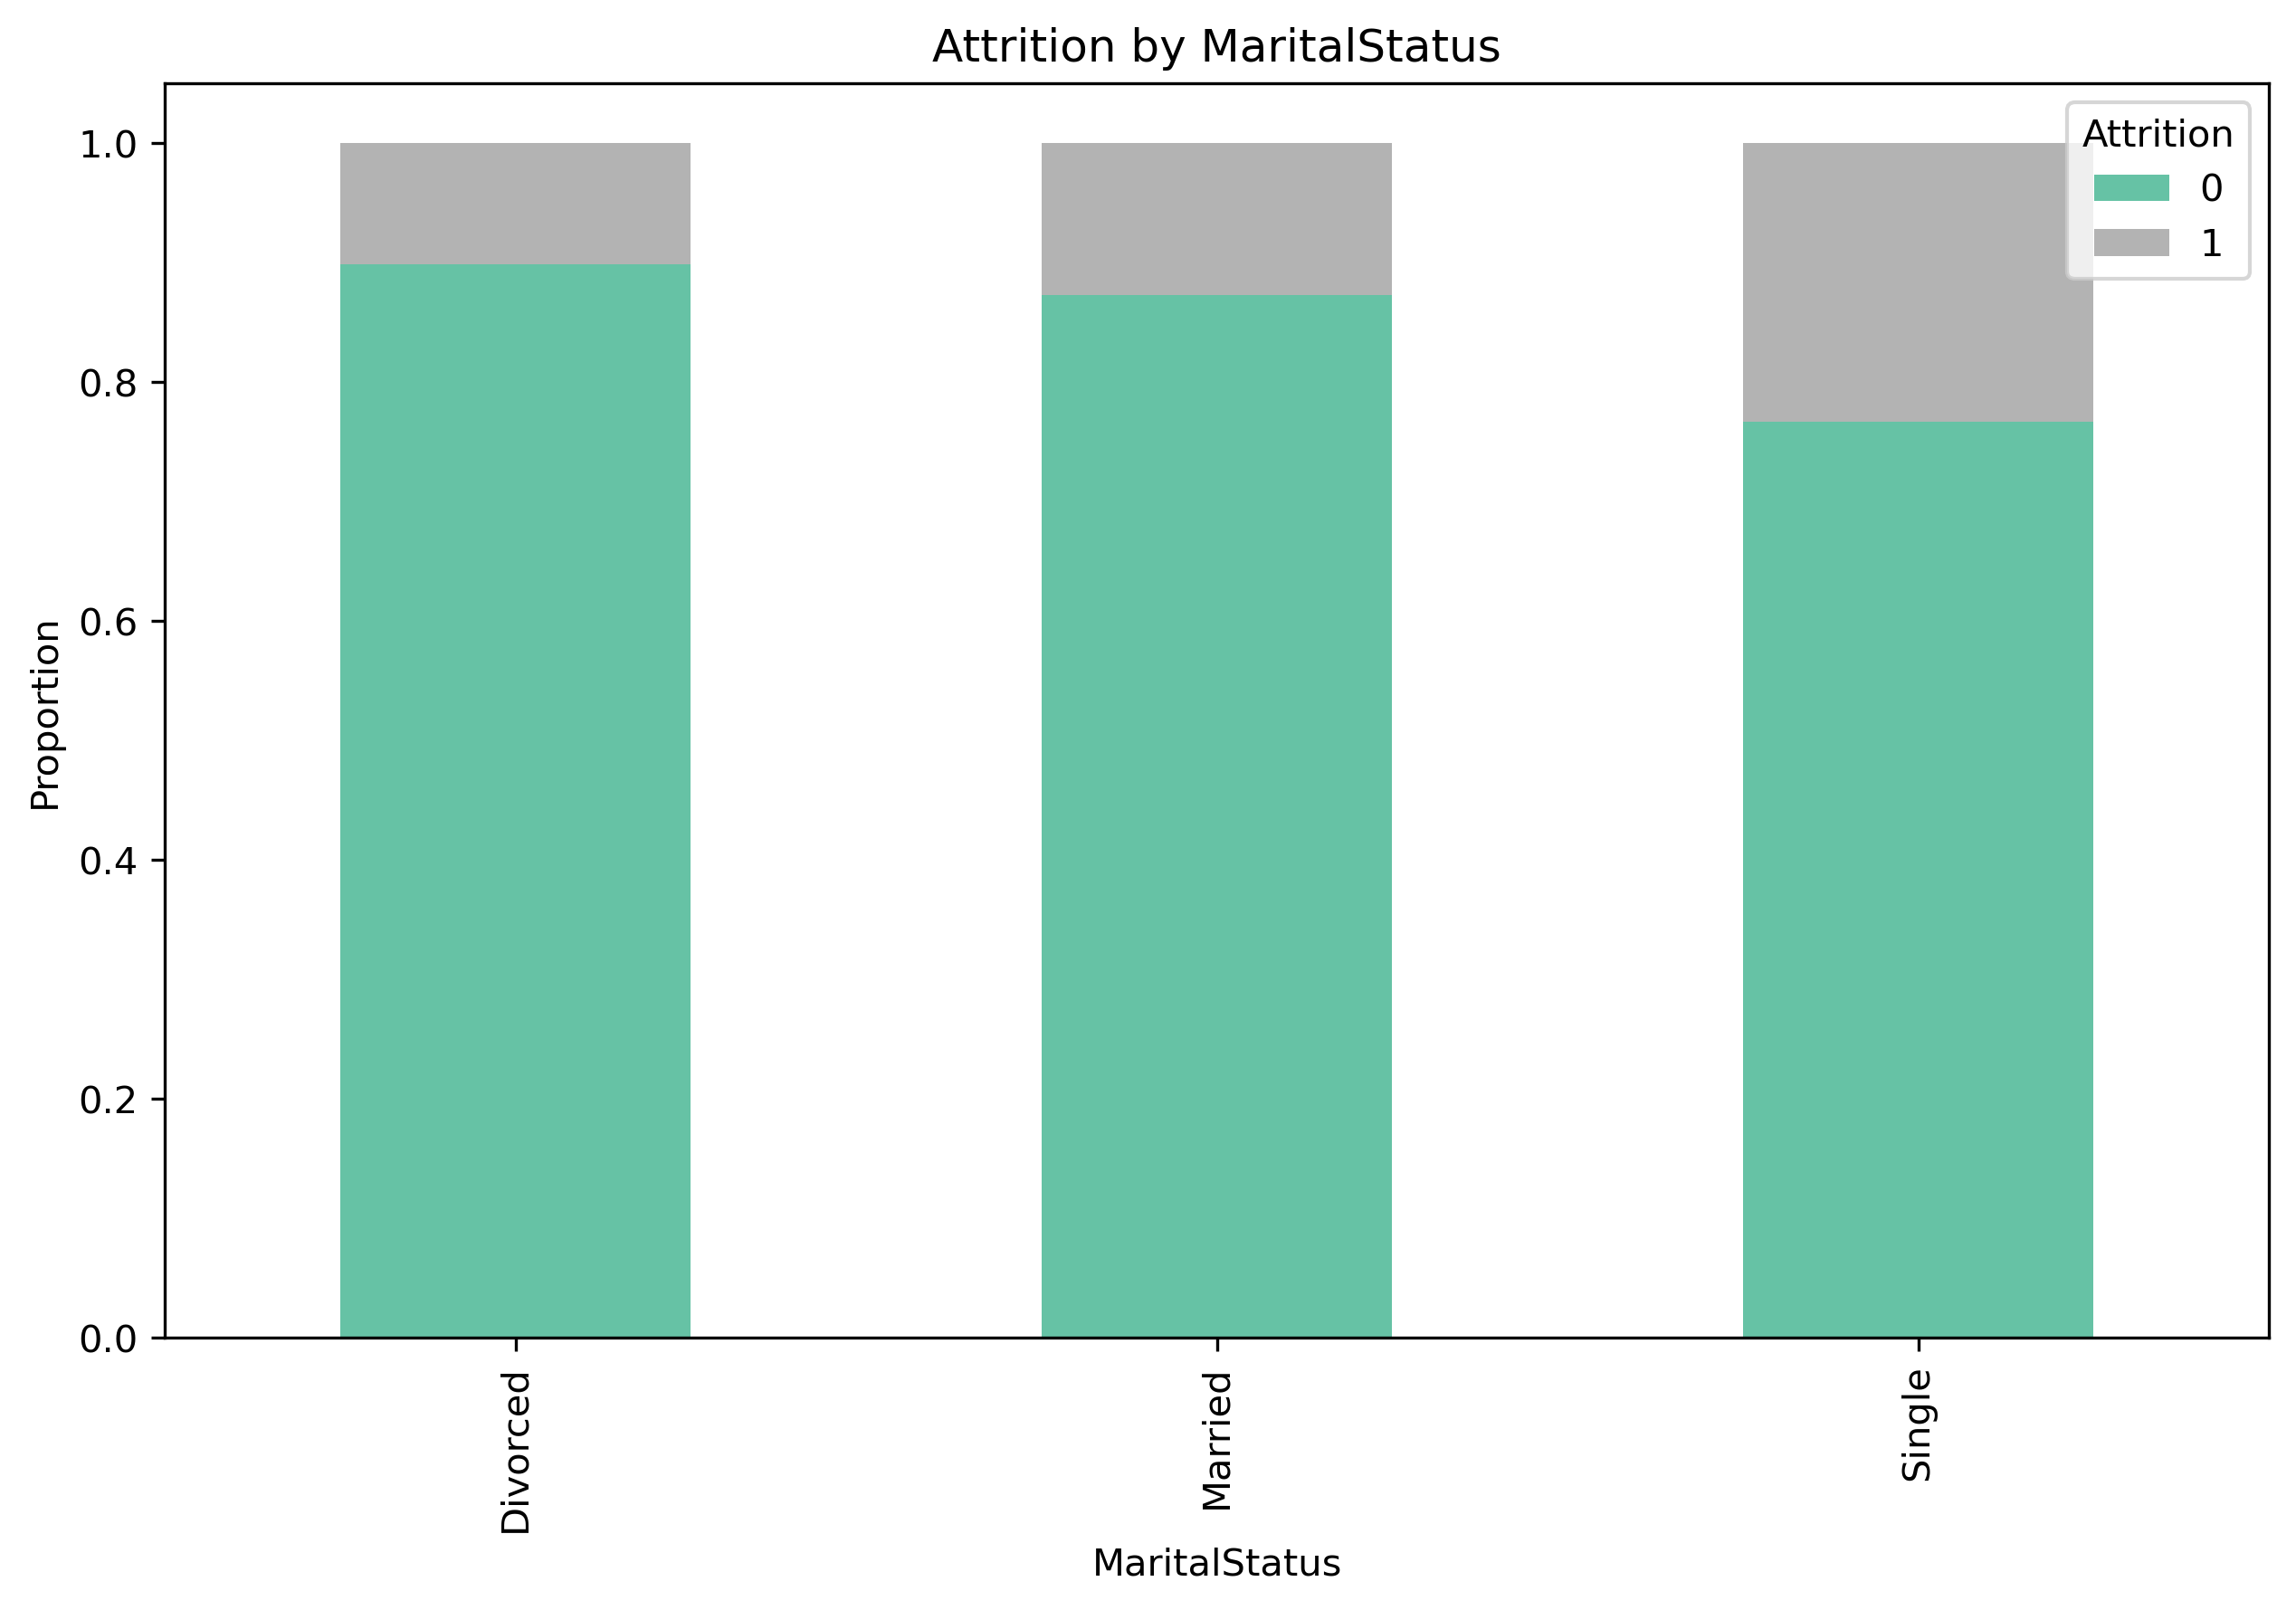 Attrition by MaritalStatus
Attrition
0
1
1.0
0.8
0.6
0.4
0.2
0.0
Proportion
Divorced
Married
Single
MaritalStatus